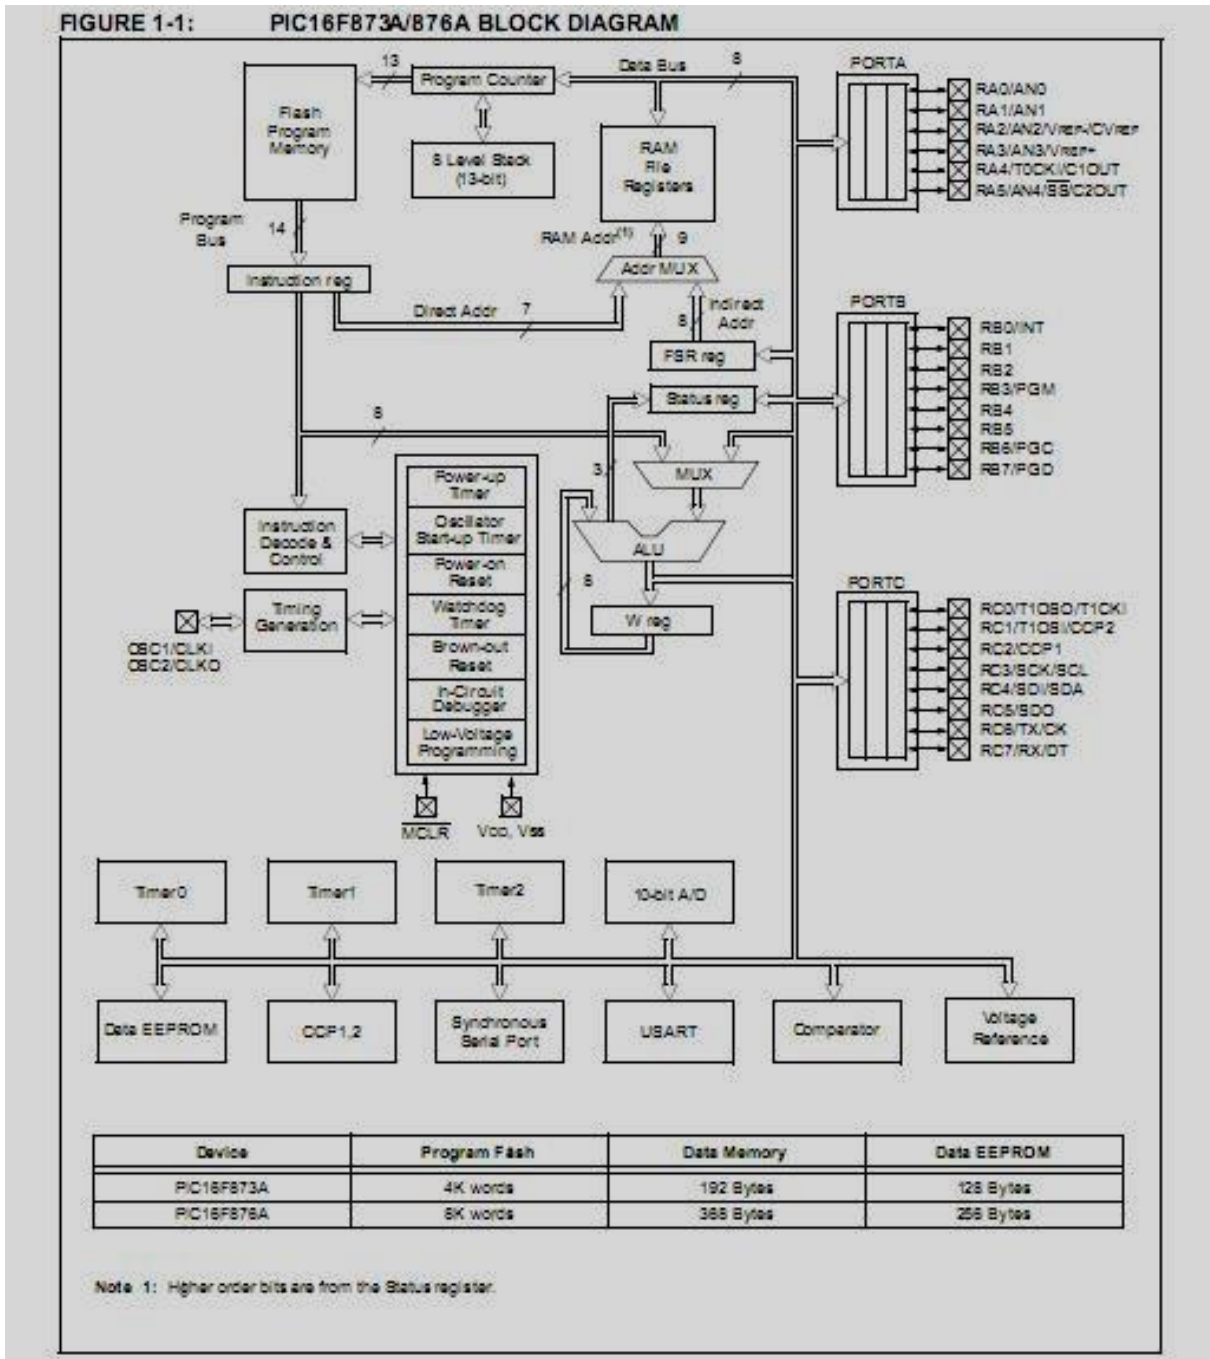 FIGURE 1-1: PIC16F873A/876A BLOCK DIAGRAM
13
Data Bus
8
PORTA
Program Counter
Flash
Program
Memory
8 Level Stack
(13-bit)
RAM
File
Registers
RA0/AN0
RA1/AN1
RA2/AN2/VREF-/CVREF
RA3/AN3/VREF+
RA4/T0CKI/C1OUT
RA5/AN4/SS/C2OUT
Program
Bus
14
RAM Addr(1)
9
Addr MUX
Instruction reg
Direct Addr
7
8
Indirect
Addr
FSR reg
Status reg
PORTB
RB0/INT
RB1
RB2
RB3/PGM
RB4
RB5
RB6/PGC
RB7/PGD
8
3
MUX
ALU
8
W reg
Power-up
Timer
Oscillator
Start-up Timer
Power-on
Reset
Watchdog
Timer
Brown-out
Reset
In-Circuit
Debugger
Low-Voltage
Programming
Instruction
Decode &
Control
Timing
Generation
OSC1/CLKI
OSC2/CLKO
MCLR
VDD, VSS
PORTC
RC0/T1OSO/T1CKI
RC1/T1OSI/CCP2
RC2/CCP1
RC3/SCK/SCL
RC4/SDI/SDA
RC5/SDO
RC6/TX/CK
RC7/RX/DT
Timer0
Timer1
Timer2
10-bit A/D
Data EEPROM
CCP1,2
Synchronous
Serial Port
USART
Comparator
Voltage
Reference
Device Program Flash Data Memory Data EEPROM
PIC16F873A 4K words 192 Bytes 128 Bytes
PIC16F876A 8K words 368 Bytes 256 Bytes
Note 1: Higher order bits are from the Status register.